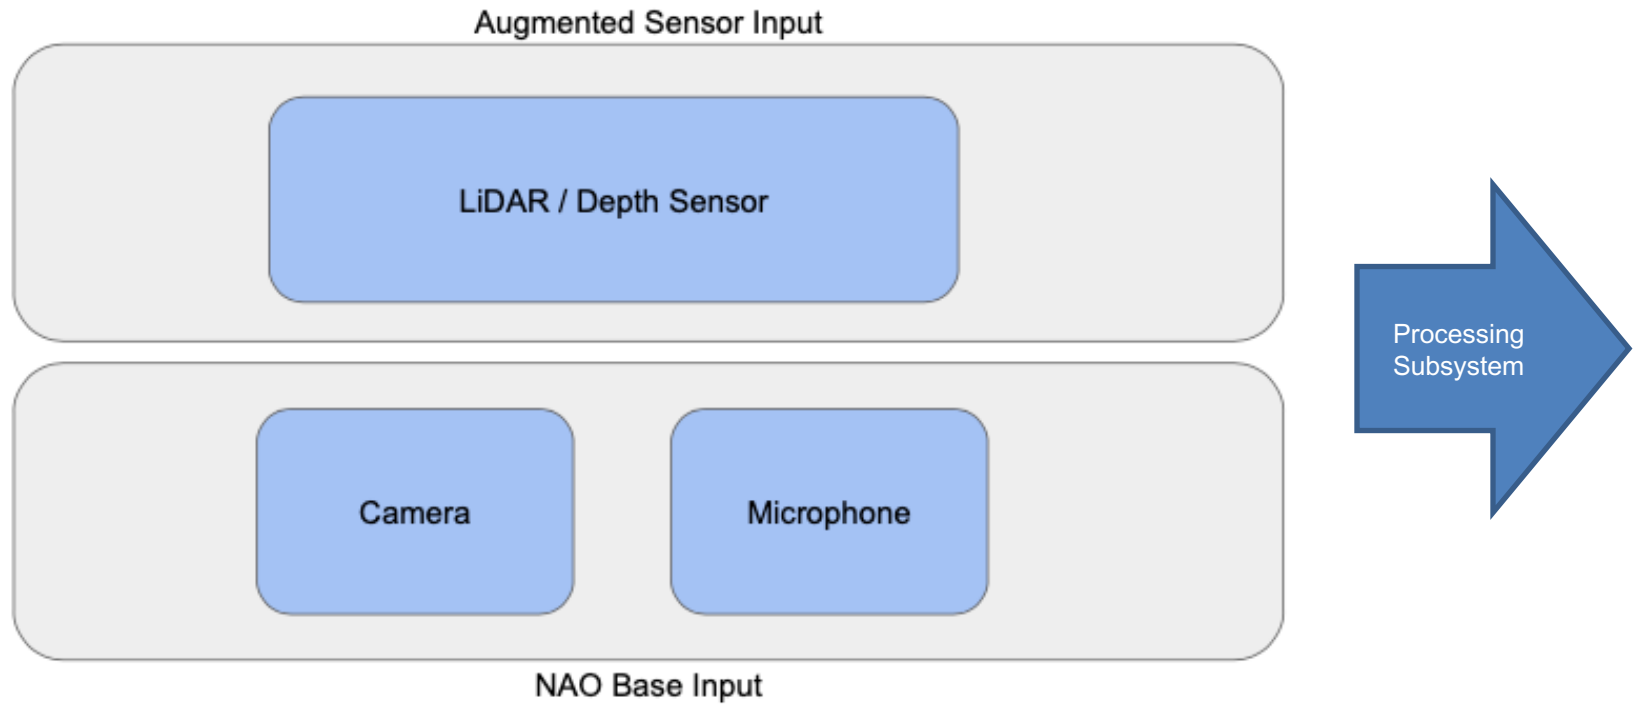 Augmented Sensor Input
LiDAR / Depth Sensor
Processing
Subsystem
Camera
Microphone
NAO Base Input